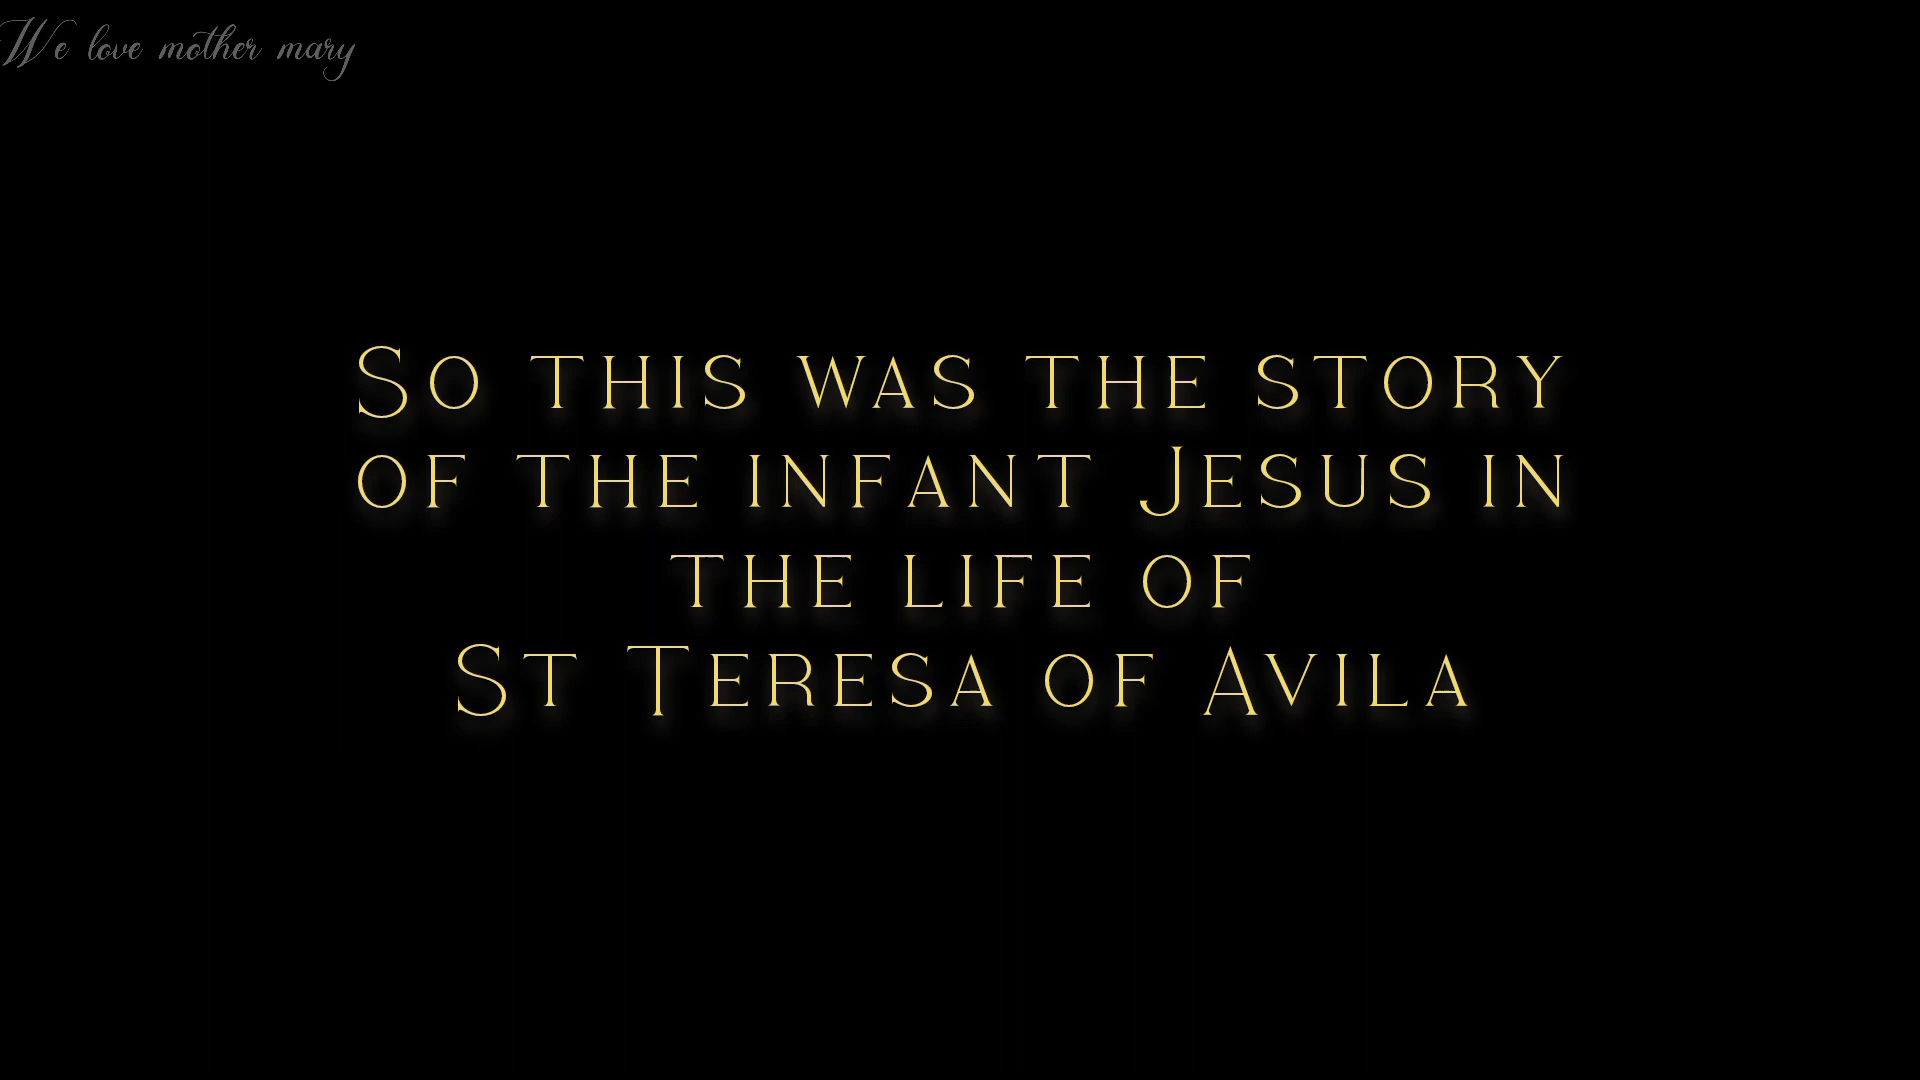 We love mother mary
So this was the story
of the infant Jesus in
the life of
St Teresa of Avila